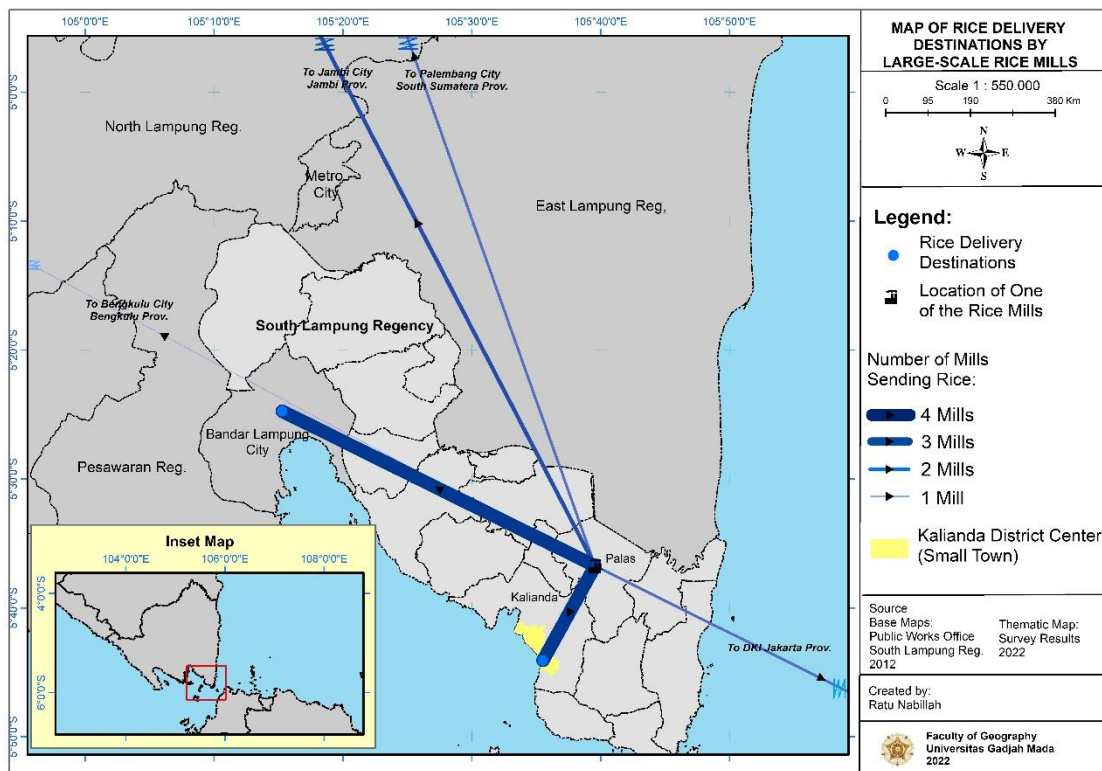 105°0'0"E
105°10'0"E
105°20'0"E
105°30'0"E
105°40'0"E
105°50'0"E
5°0'0"S
5°10'0"S
5°20'0"S
5°30'0"S
5°40'0"S
5°50'0"S
To Jambi City
Jambi Prov.
To Palembang City
South Sumatera Prov.
North Lampung Reg.
Metro
City
East Lampung Reg,
To Bengkulu City
Bengkulu Prov.
South Lampung Regency
Bandar Lampung
City
Pesawaran Reg.
Palas
Kalianda
To DKI Jakarta Prov.
Inset Map
104°0'0"E
106°0'0"E
108°0'0"E
4°0'0"S
6°0'0"S
MAP OF RICE DELIVERY
DESTINATIONS BY
LARGE-SCALE RICE MILLS
Scale 1 : 550.000
0 95 190 380 Km
N
W E
S
Legend:
Rice Delivery
Destinations
Location of One
of the Rice Mills
Number of Mills
Sending Rice:
4 Mills
3 Mills
2 Mills
1 Mill
Kalianda District Center
(Small Town)
Source
Base Maps:
Public Works Office
South Lampung Reg.
2012
Thematic Map:
Survey Results
2022
Created by:
Ratu Nabillah
Faculty of Geography
Universitas Gadjah Mada
2022